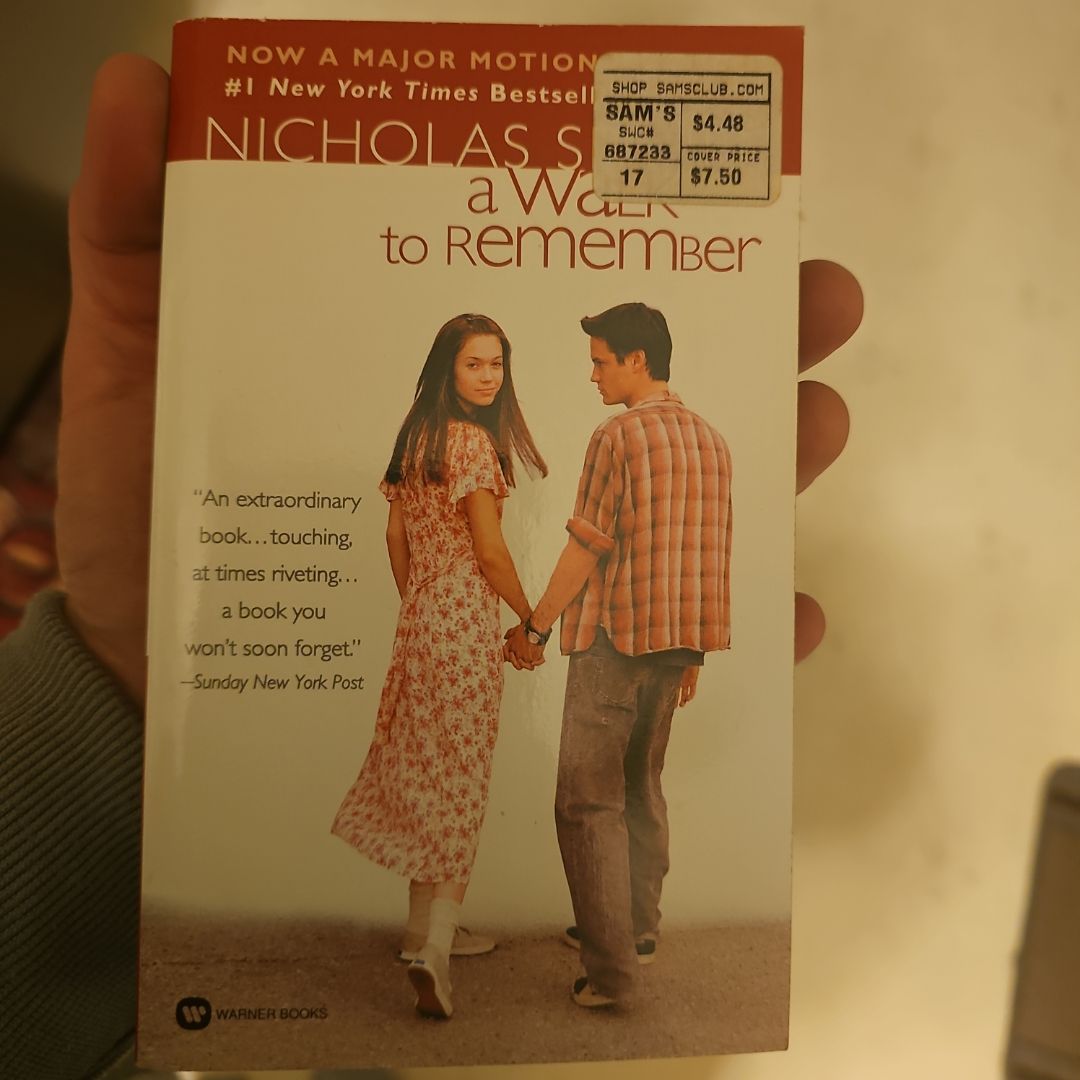 NOW A MAJOR MOTION
#1 New York Times Bestsell
NICHOLAS S
a Walk
to Remember
SHOP SAMSCLUB.COM
SAM'S
SWC#
687233
17
$4.48
COVER PRICE
$7.50
"An extraordinary
book...touching,
at times riveting...
a book you
won't soon forget."
—Sunday New York Post
WARNER BOOKS